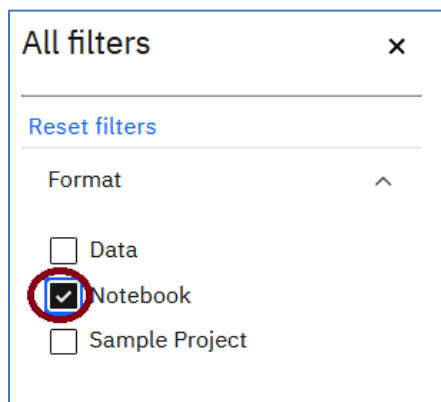 All filters
Reset filters
Format
Data
Notebook
Sample Project